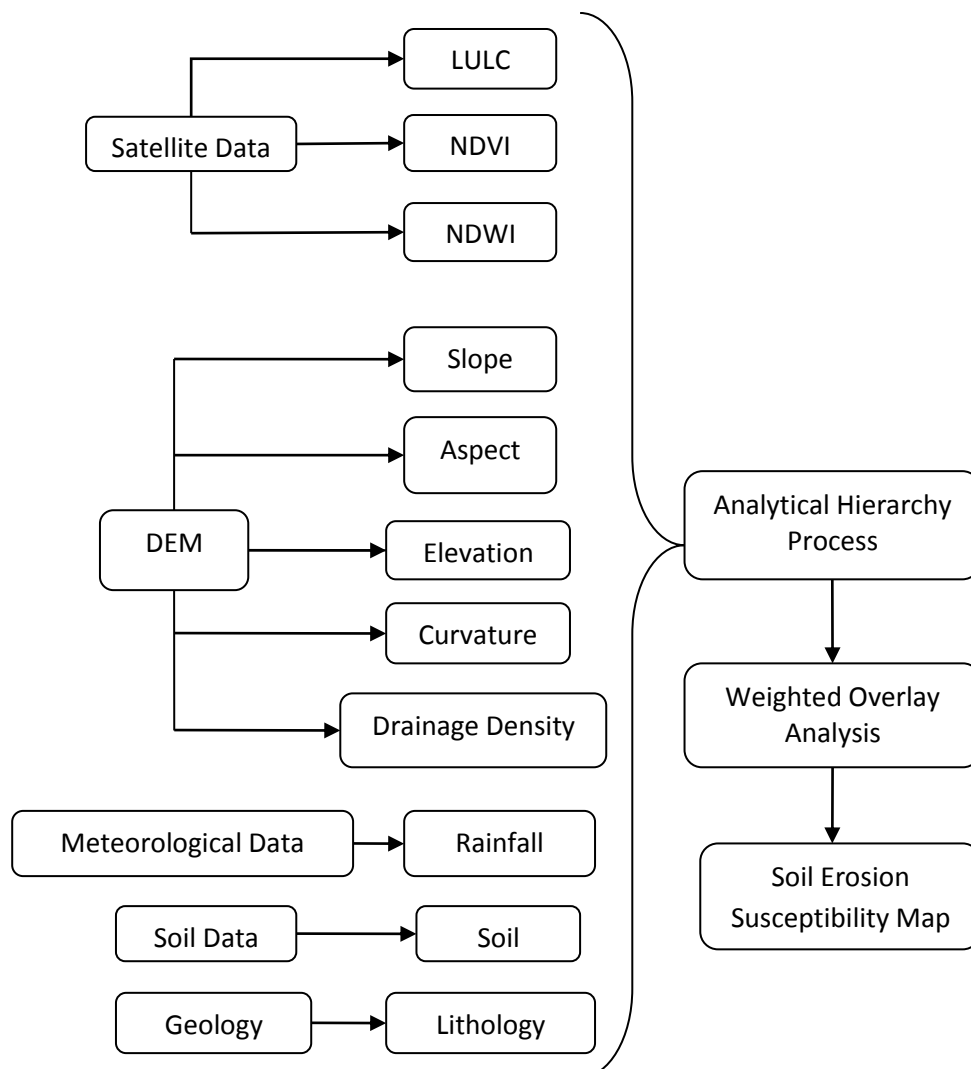 LULC
Satellite Data
NDVI
NDWI
Slope
Aspect
DEM
Elevation
Curvature
Drainage Density
Meteorological Data
Rainfall
Soil Data
Soil
Geology
Lithology
Analytical Hierarchy
Process
Weighted Overlay
Analysis
Soil Erosion
Susceptibility Map